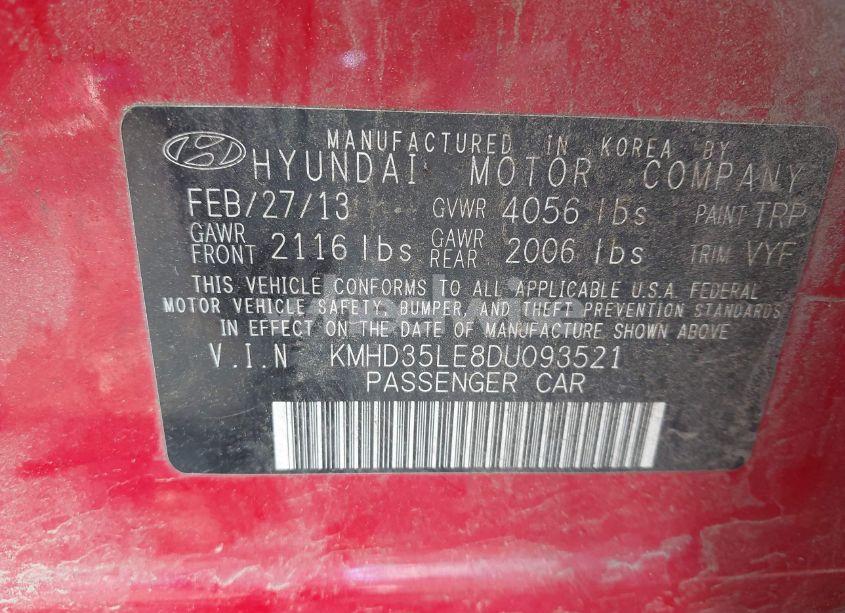 MANUFACTURED IN KOREA BY
HYUNDAI MOTOR COMPANY
FEB/27/13 GVWR 4056 lbs PAINT TRP
GAWR FRONT 2116 lbs GAWR REAR 2006 lbs TRIM VYF
THIS VEHICLE CONFORMS TO ALL APPLICABLE U.S.A. FEDERAL
MOTOR VEHICLE SAFETY, BUMPER, AND THEFT PREVENTION STANDARDS
IN EFFECT ON THE DATE OF MANUFACTURE SHOWN ABOVE
V.I.N KMHD35LE8DU093521
PASSENGER CAR